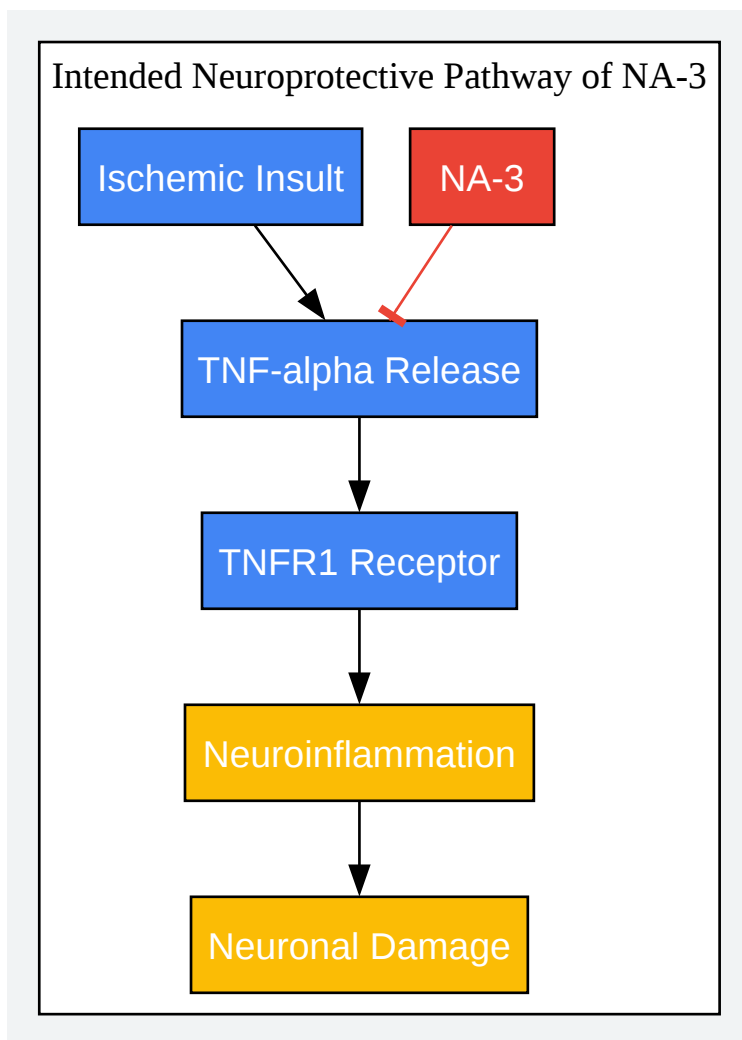 Intended Neuroprotective Pathway of NA-3
Ischemic Insult
NA-3
TNF-alpha Release
TNFR1 Receptor
Neuroinflammation
Neuronal Damage